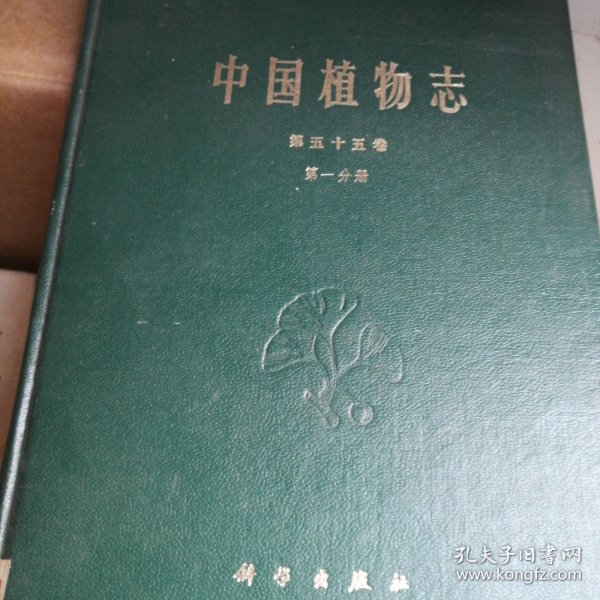 中国植物志
第五十五卷
第一分册
科学出版社
孔夫子旧书网
www.kongfz.com